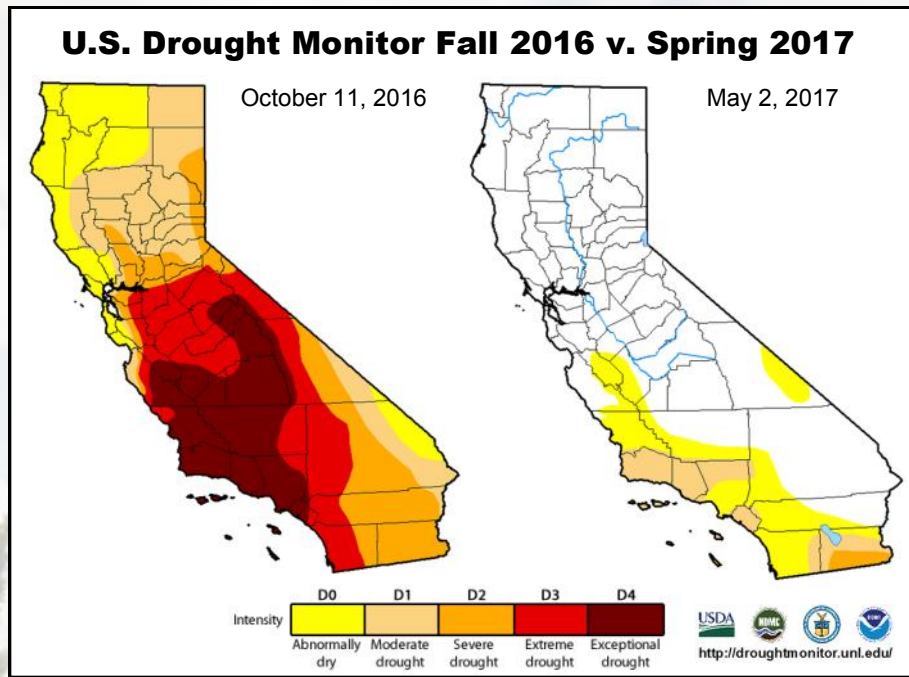 U.S. Drought Monitor Fall 2016 v. Spring 2017
October 11, 2016
May 2, 2017
D0 D1 D2 D3 D4
Intensity
Abnormally dry
Moderate drought
Severe drought
Extreme drought
Exceptional drought
USDA
NDMC
http://droughtmonitor.unl.edu/